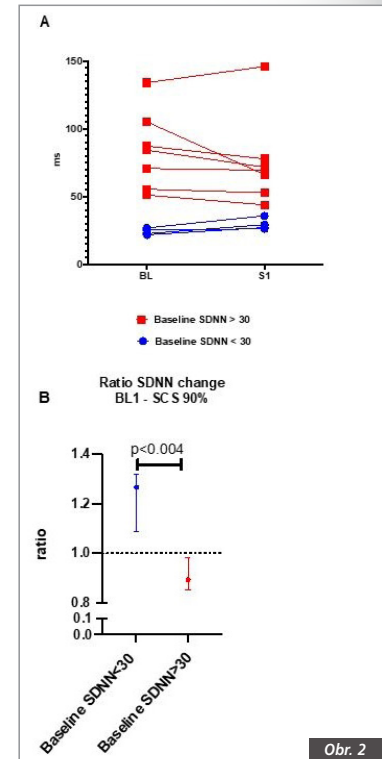 A
150
100
50
0
ms
BL
S1
Baseline SDNN > 30
Baseline SDNN < 30
Ratio SDNN change
B
BL1 - SCS 90%
p<0.004
1.4
1.2
1.0
0.8
0.1
0.0
ratio
Baseline SDNN<30
Baseline SDNN>30
Obr. 2